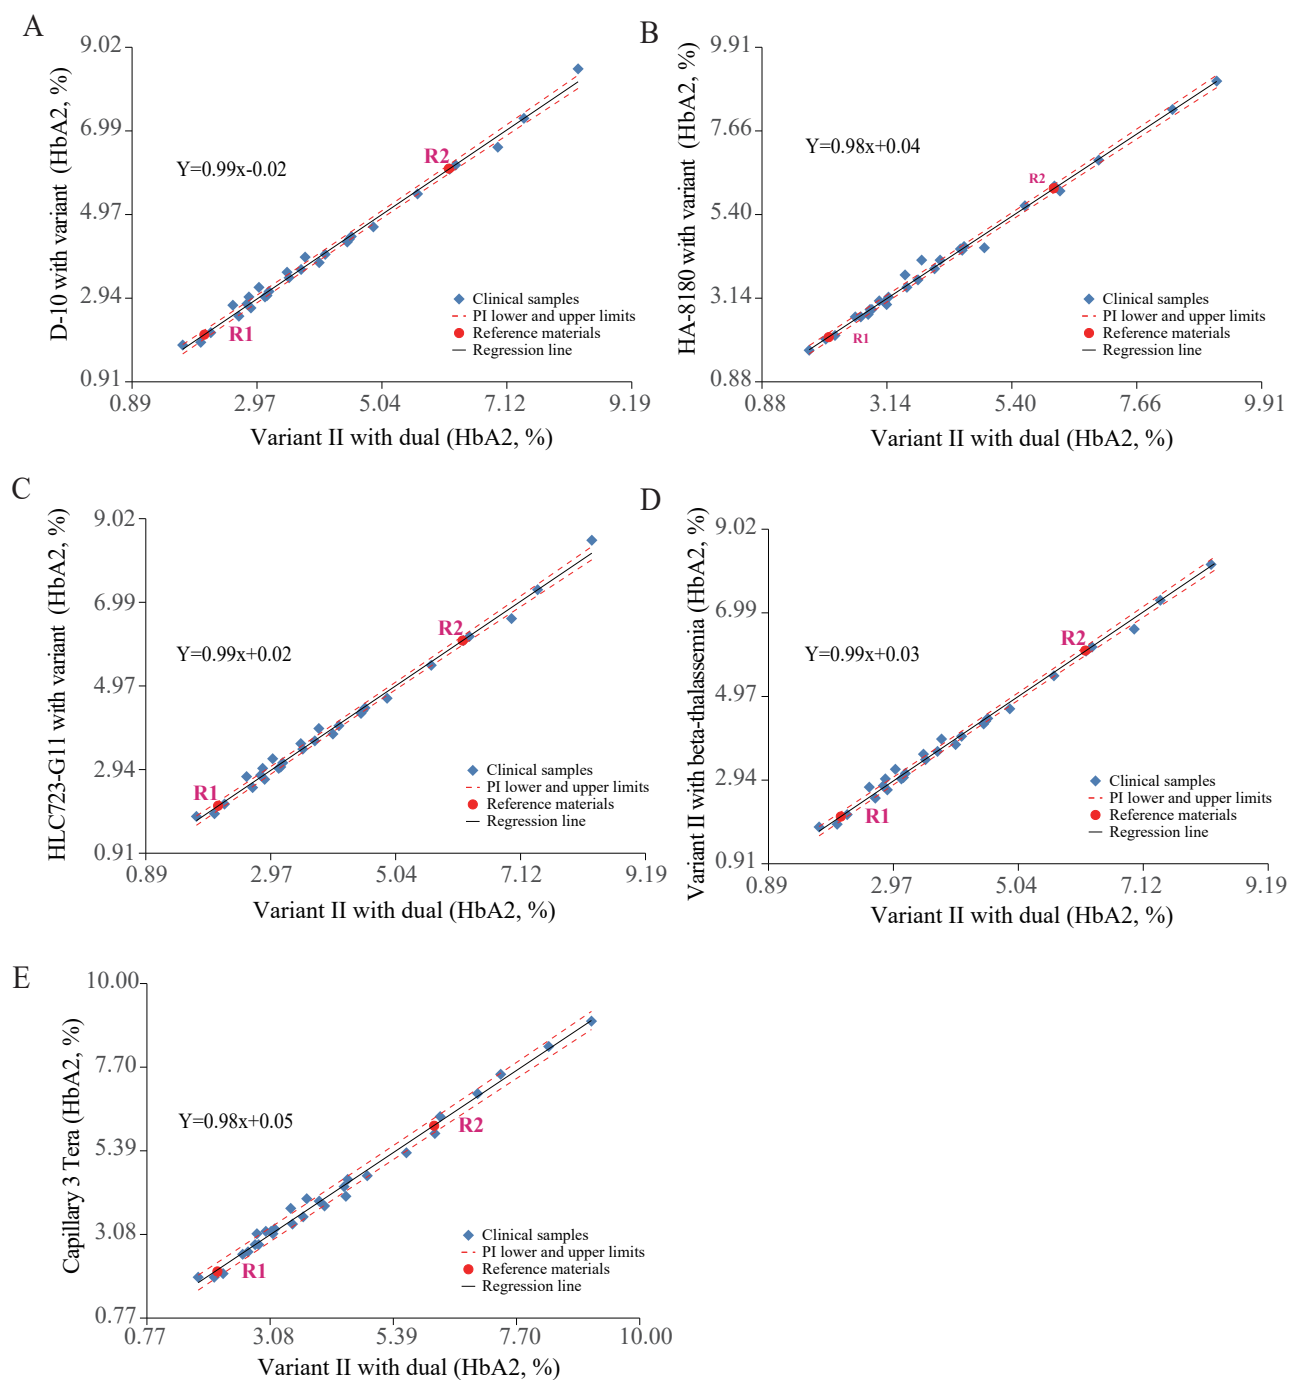 A
9.02
6.99
4.97
2.94
0.91
0.89
2.97
5.04
7.12
9.19
D-10 with variant (HbA2, %)
Variant II with dual (HbA2, %)
Y=0.99x-0.02
R2
R1
Clinical samples
PI lower and upper limits
Reference materials
Regression line
B
9.91
7.66
5.40
3.14
0.88
0.88
3.14
5.40
7.66
9.91
HA-8180 with variant (HbA2, %)
Variant II with dual (HbA2, %)
Y=0.98x+0.04
R2
R1
Clinical samples
PI lower and upper limits
Reference materials
Regression line
C
9.02
6.99
4.97
2.94
0.91
0.89
2.97
5.04
7.12
9.19
HLC723-G11 with variant (HbA2, %)
Variant II with dual (HbA2, %)
Y=0.99x+0.02
R2
R1
Clinical samples
PI lower and upper limits
Reference materials
Regression line
D
9.02
6.99
4.97
2.94
0.91
0.89
2.97
5.04
7.12
9.19
Variant II with beta-thalassemia (HbA2, %)
Variant II with dual (HbA2, %)
Y=0.99x+0.03
R2
R1
Clinical samples
PI lower and upper limits
Reference materials
Regression line
E
10.00
7.70
5.39
3.08
0.77
0.77
3.08
5.39
7.70
10.00
Capillary 3 Tera (HbA2, %)
Variant II with dual (HbA2, %)
Y=0.98x+0.05
R2
R1
Clinical samples
PI lower and upper limits
Reference materials
Regression line